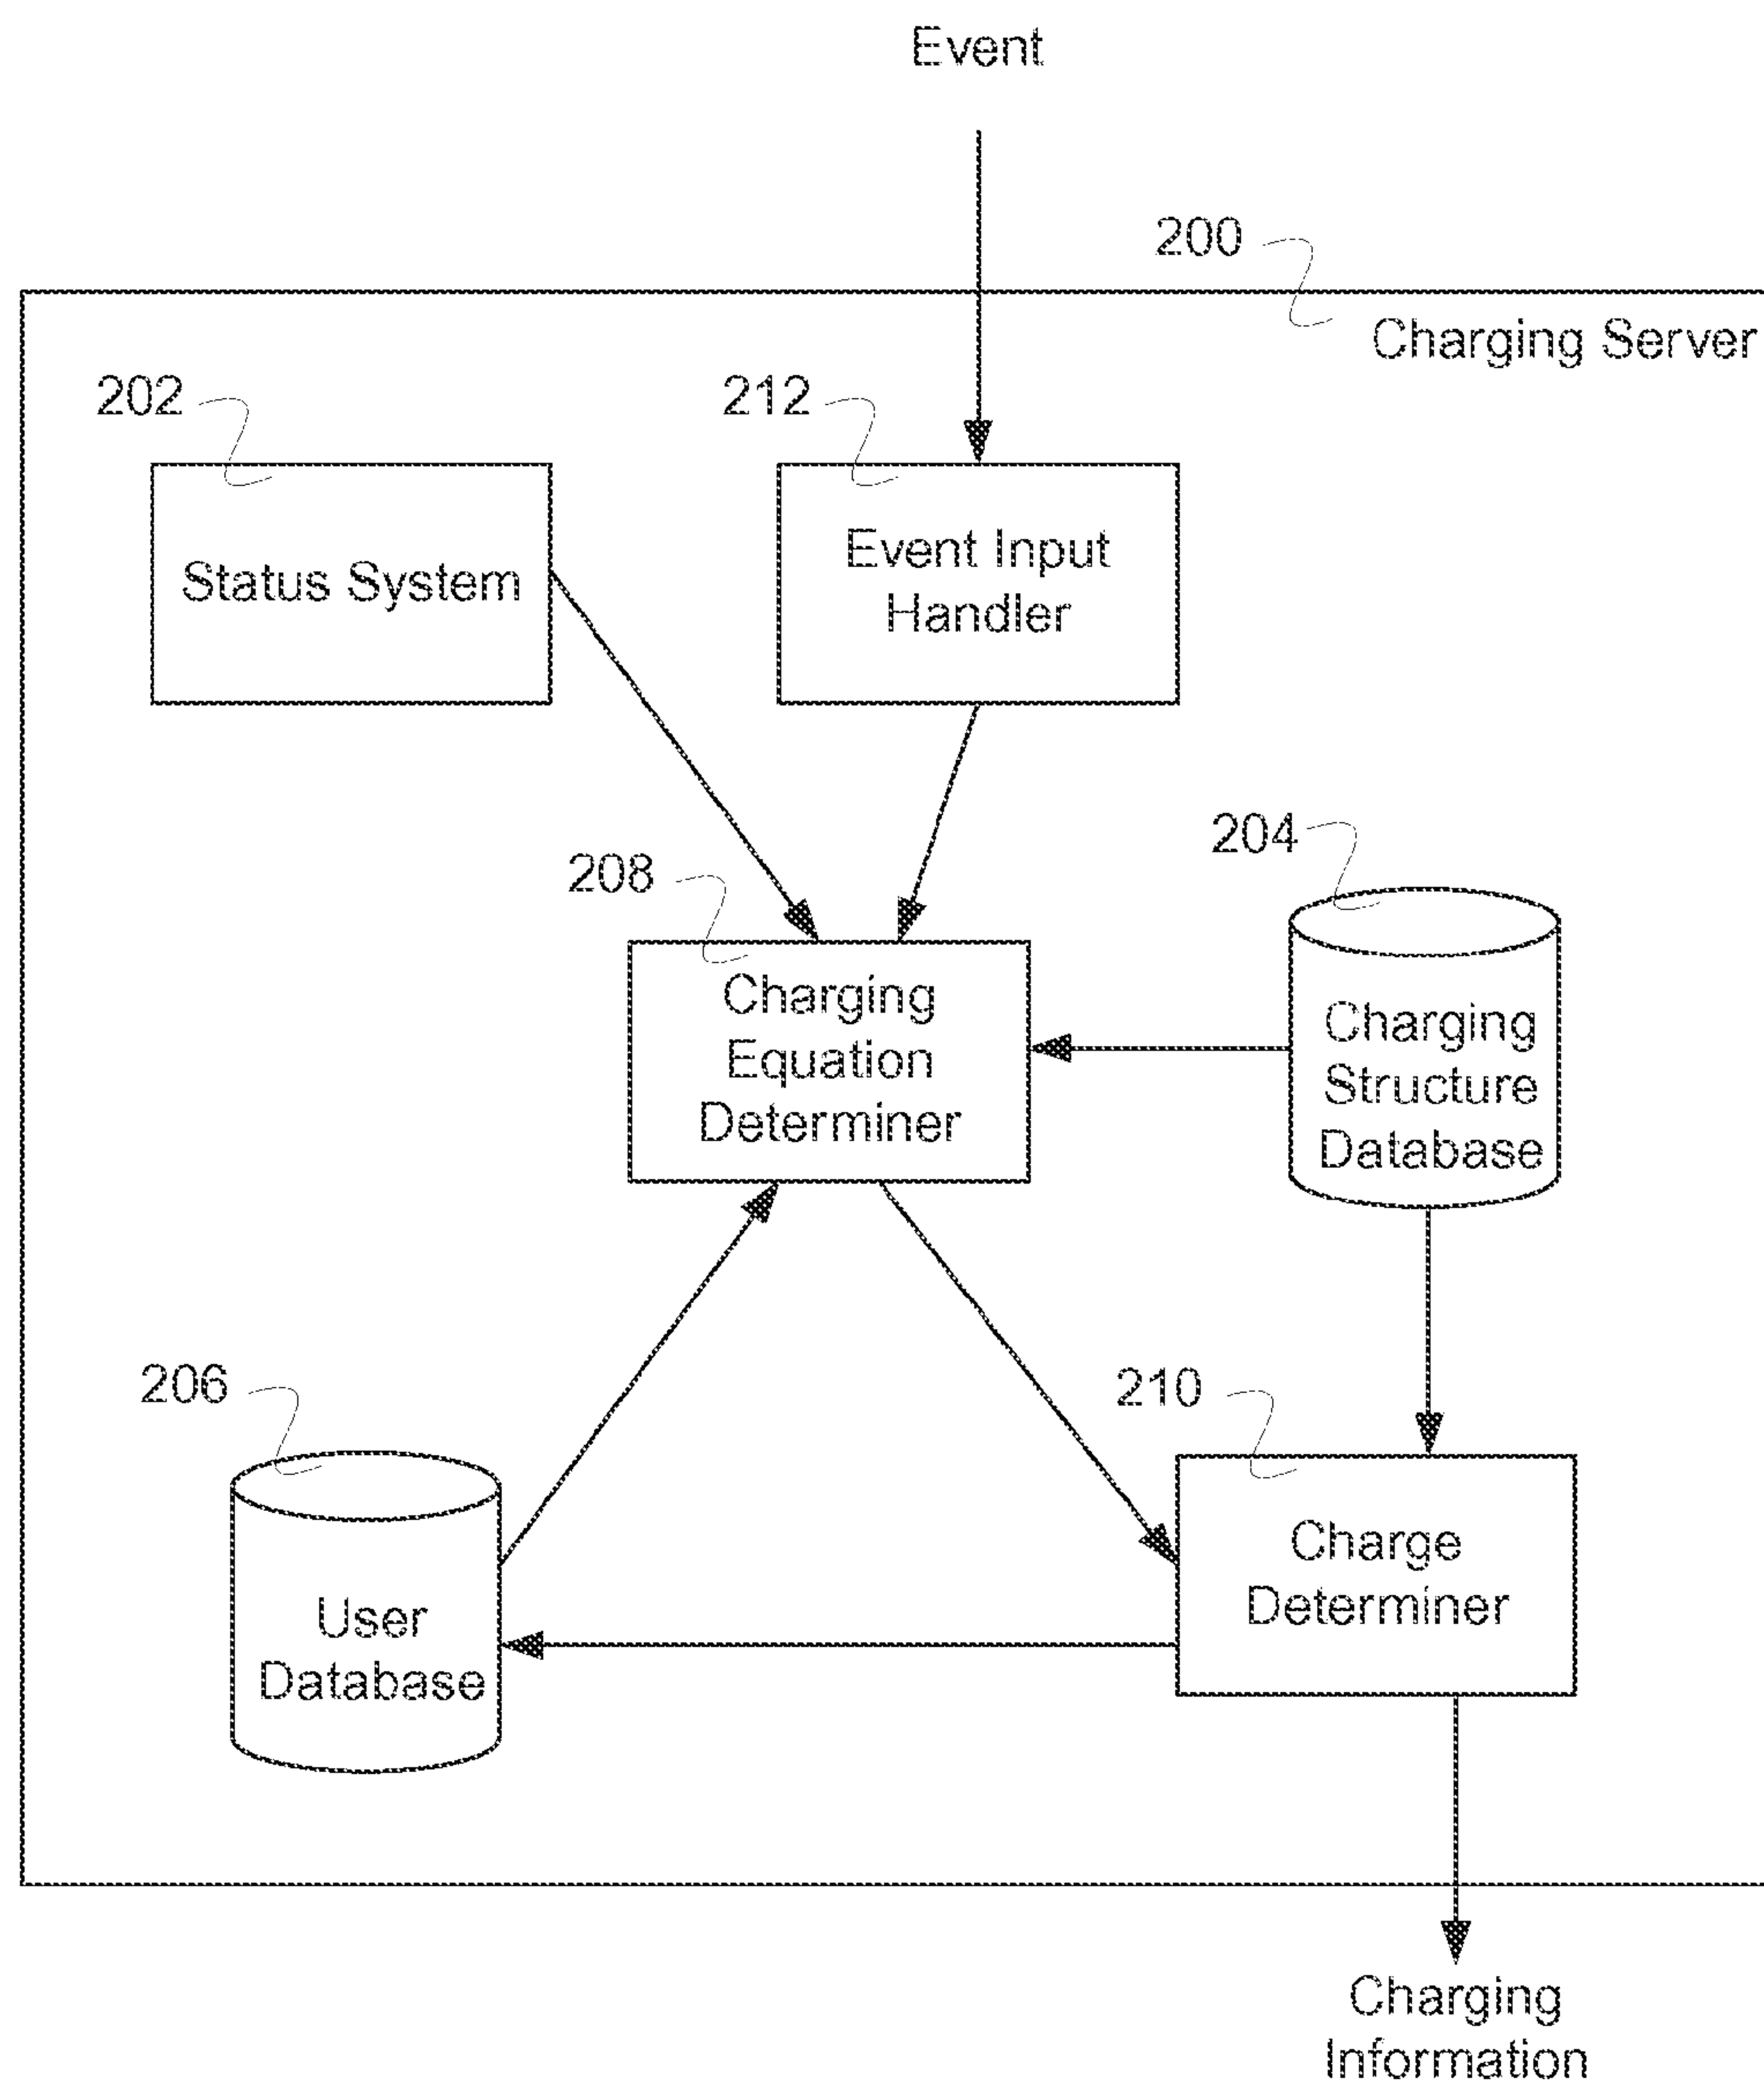 Event
200
Charging Server
202
212
Status System
Event Input
Handler
208
204
Charging
Equation
Determiner
Charging
Structure
Database
206
210
Charge
Determiner
User
Database
Charging
Information